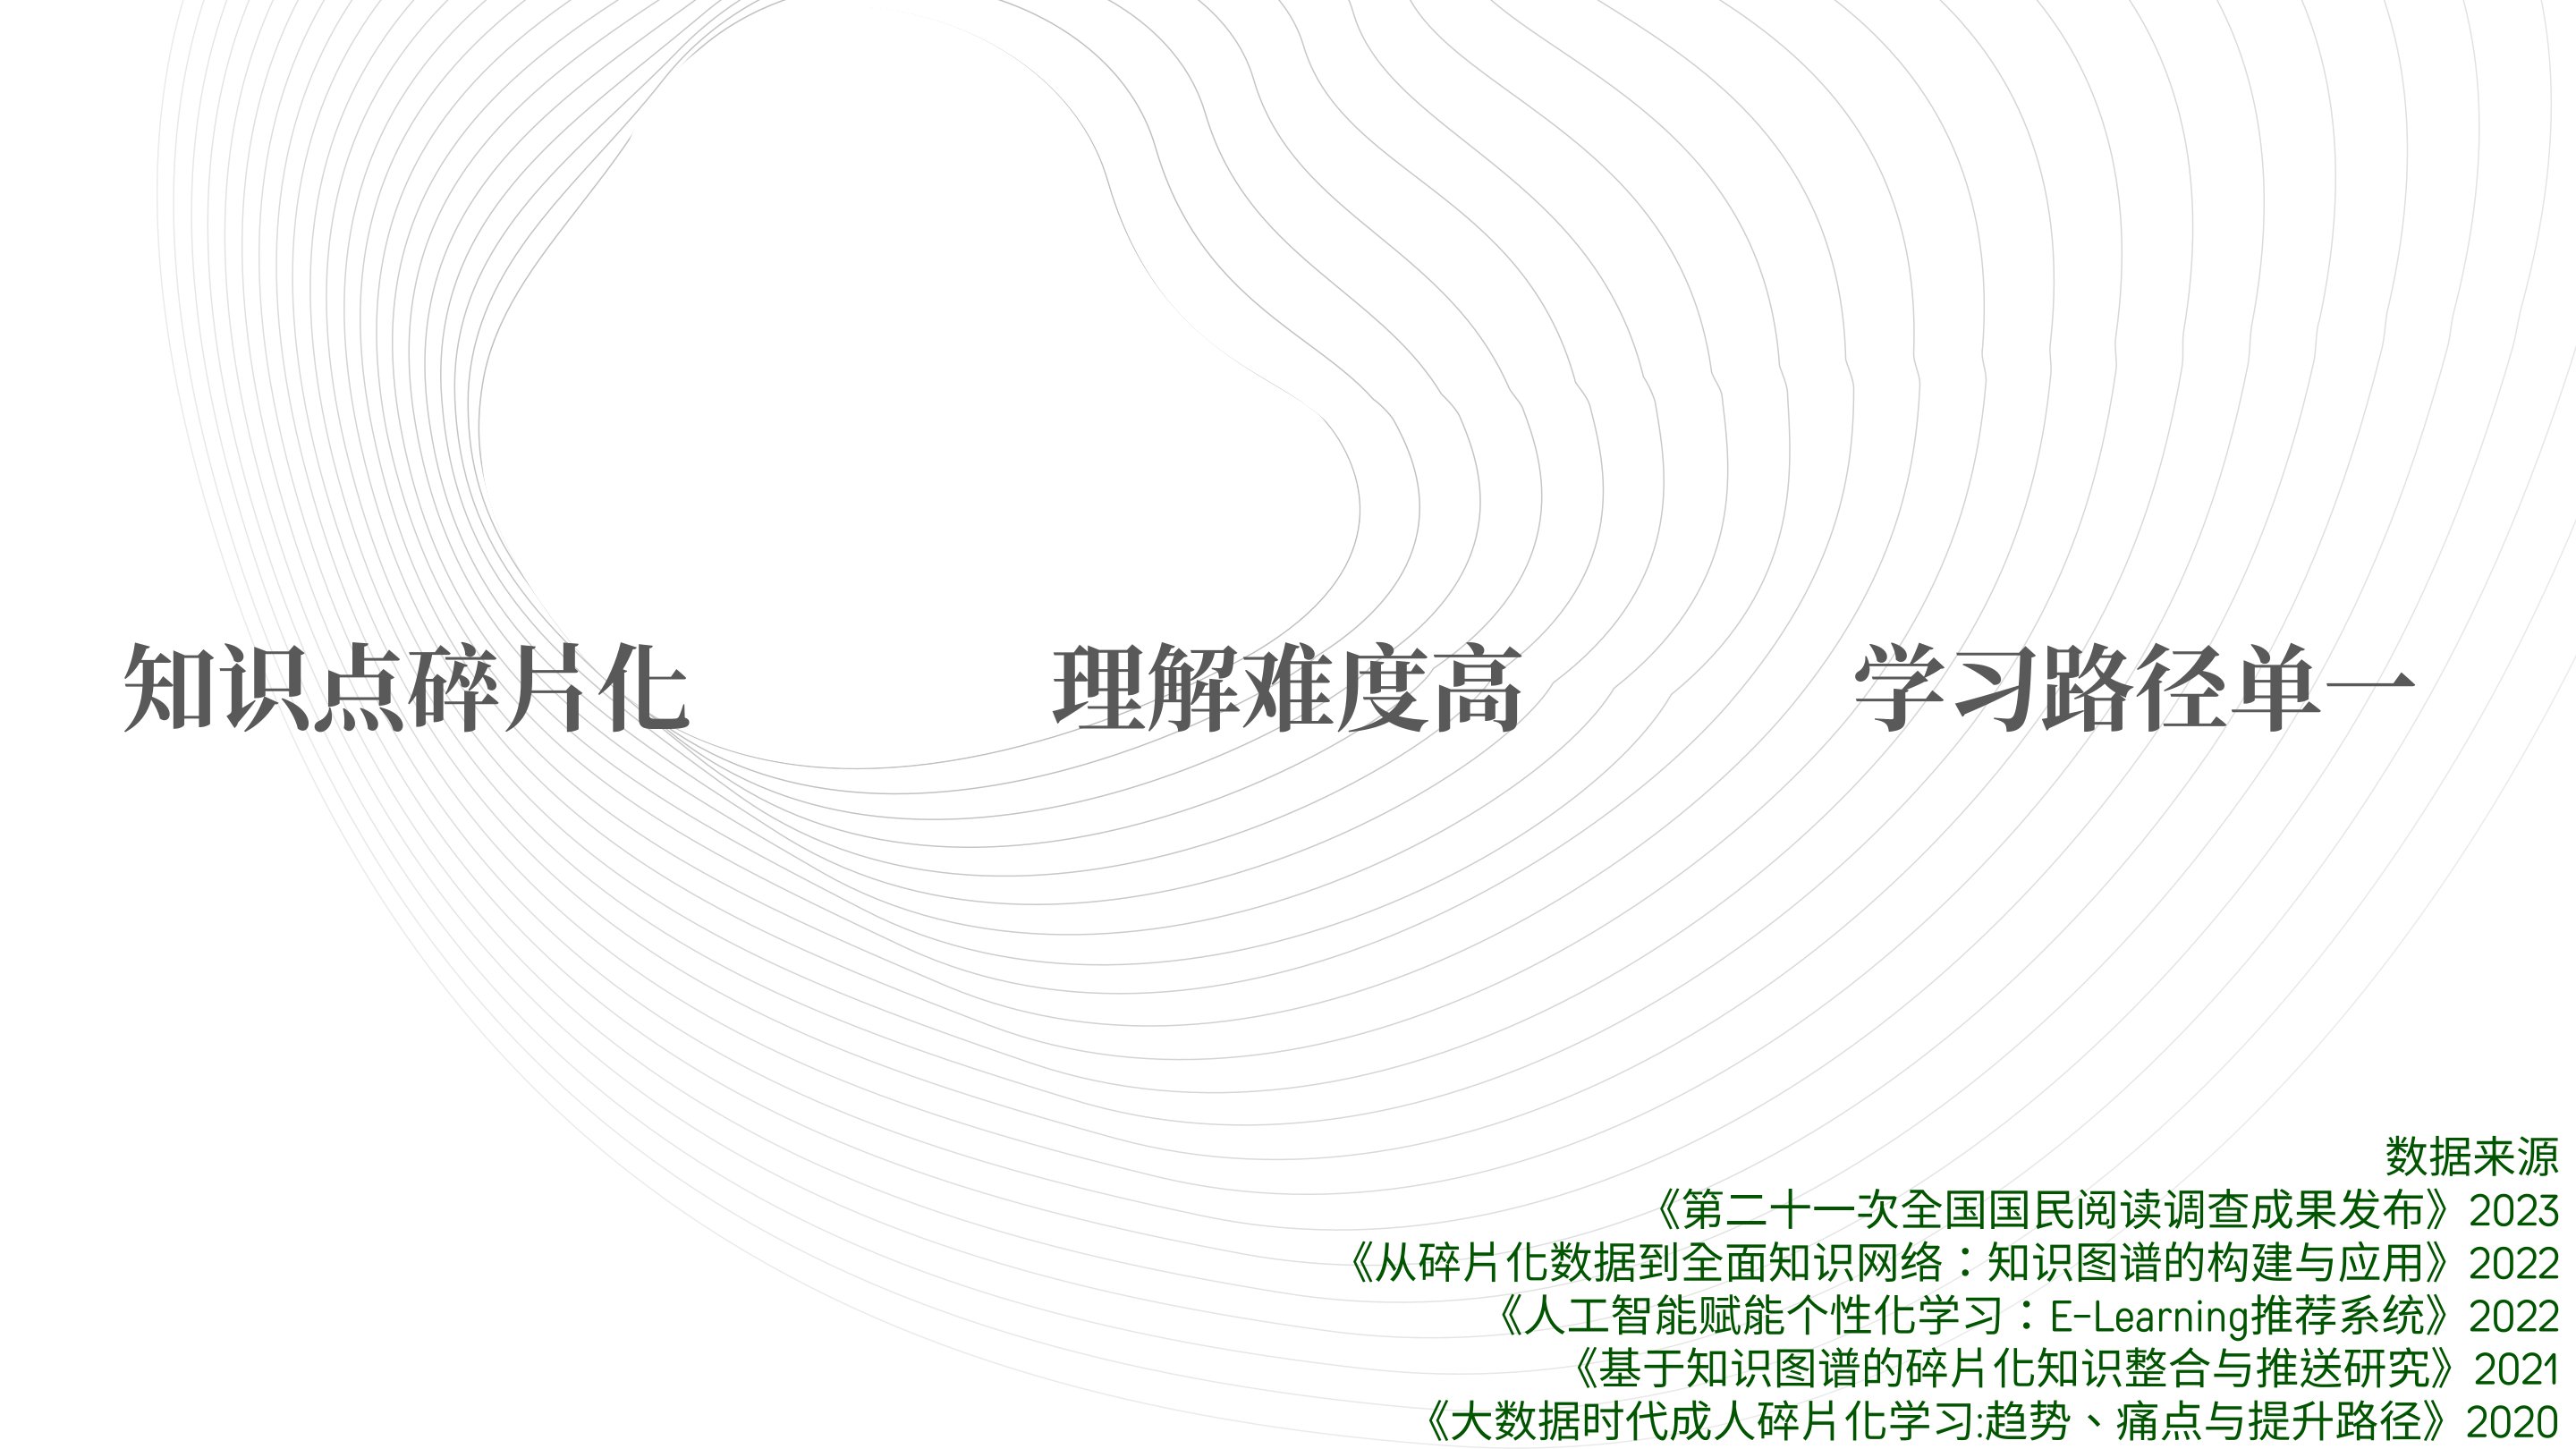 知识点碎片化
理解难度高
学习路径单一
数据来源
《第二十一次全国国民阅读调查成果发布》2023
《从碎片化数据到全面知识网络：知识图谱的构建与应用》2022
《人工智能赋能个性化学习：E-Learning推荐系统》2022
《基于知识图谱的碎片化知识整合与推送研究》2021
《大数据时代成人碎片化学习:趋势、痛点与提升路径》2020